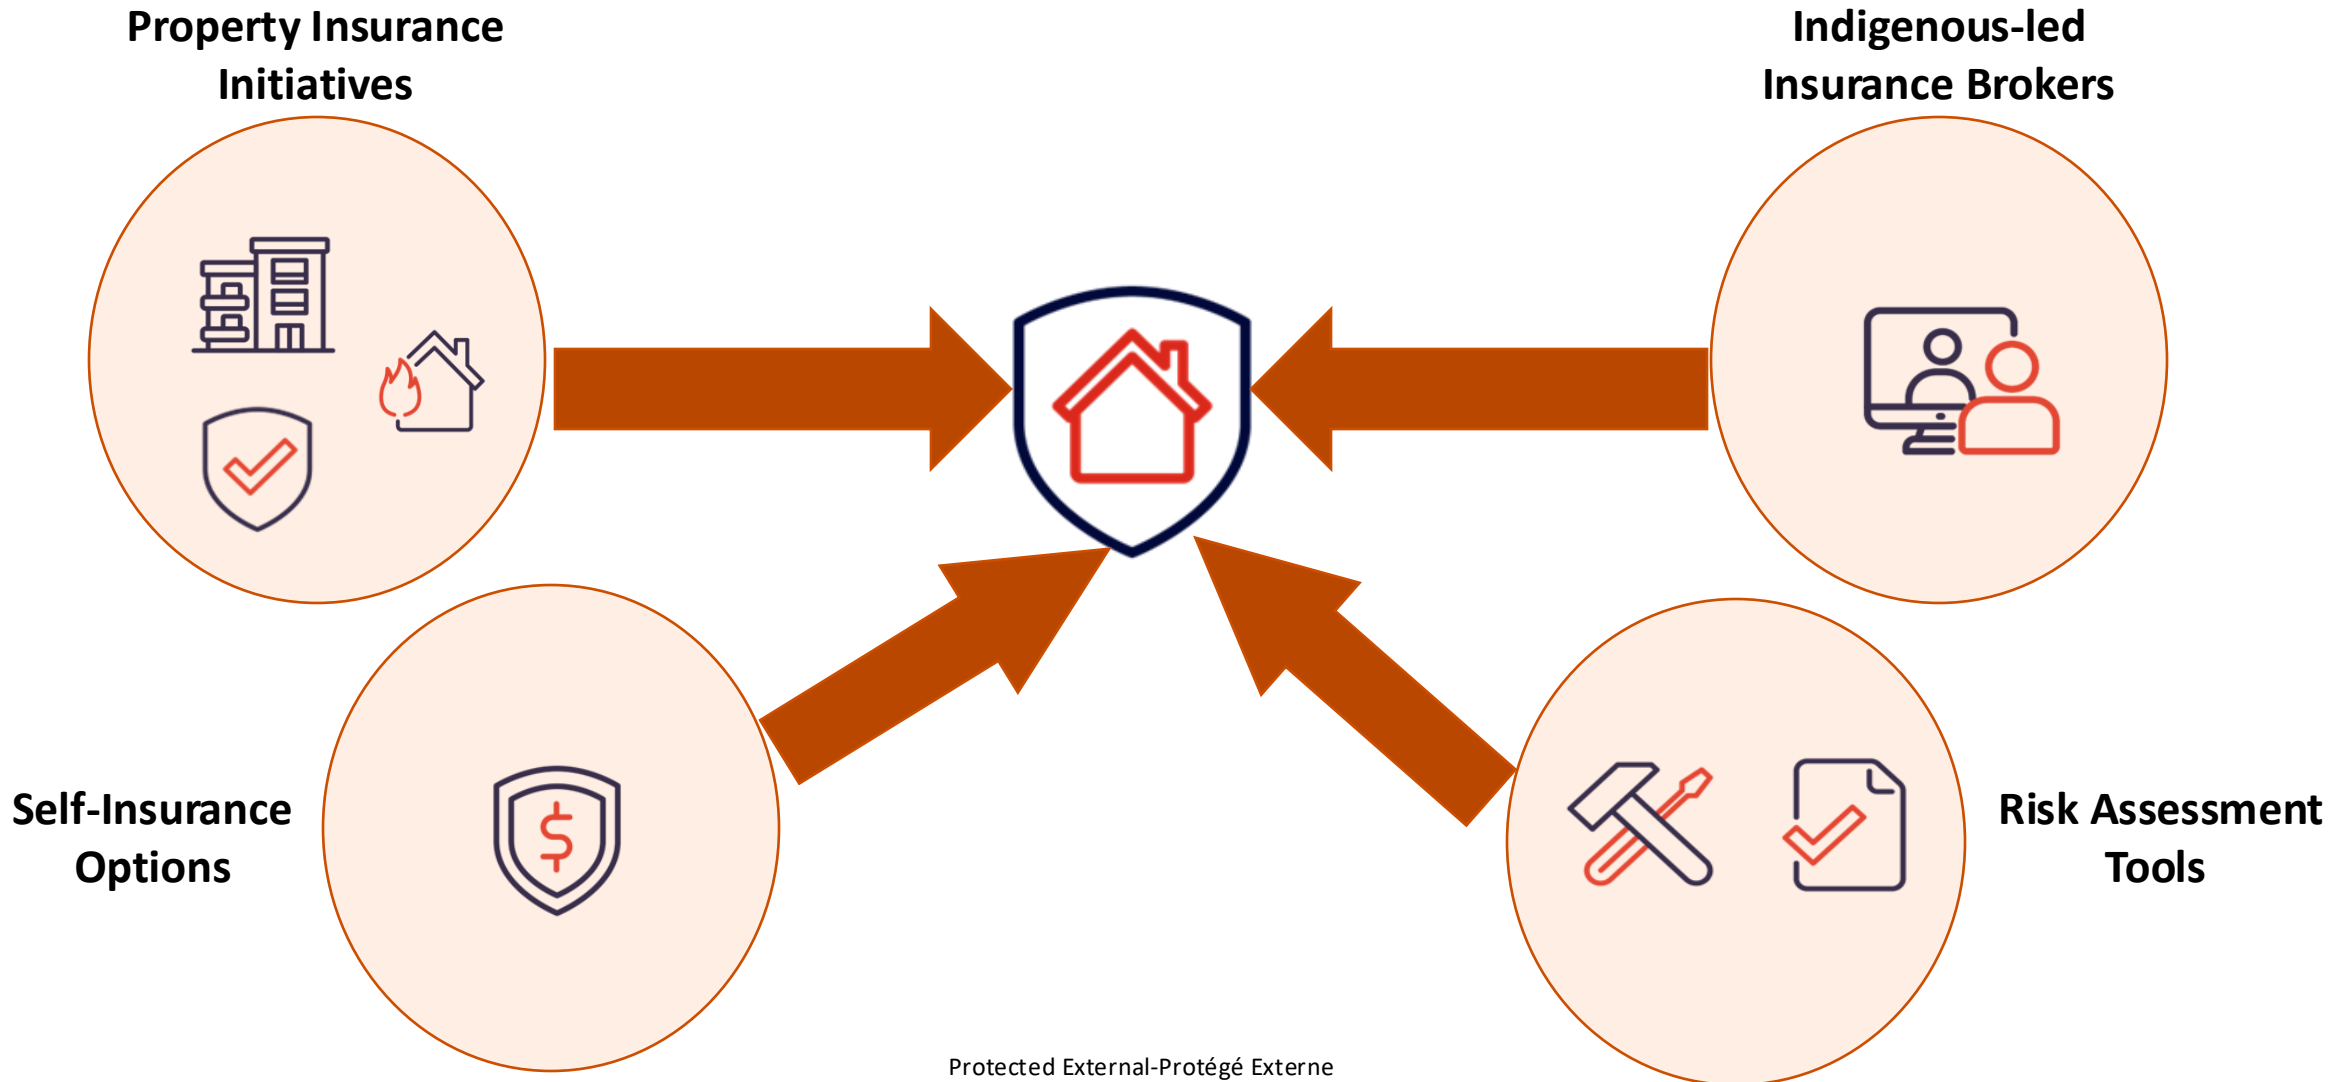 Property Insurance
Initiatives
Indigenous-led
Insurance Brokers
Self-Insurance
Options
Risk Assessment
Tools
Protected External-Protégé Externe